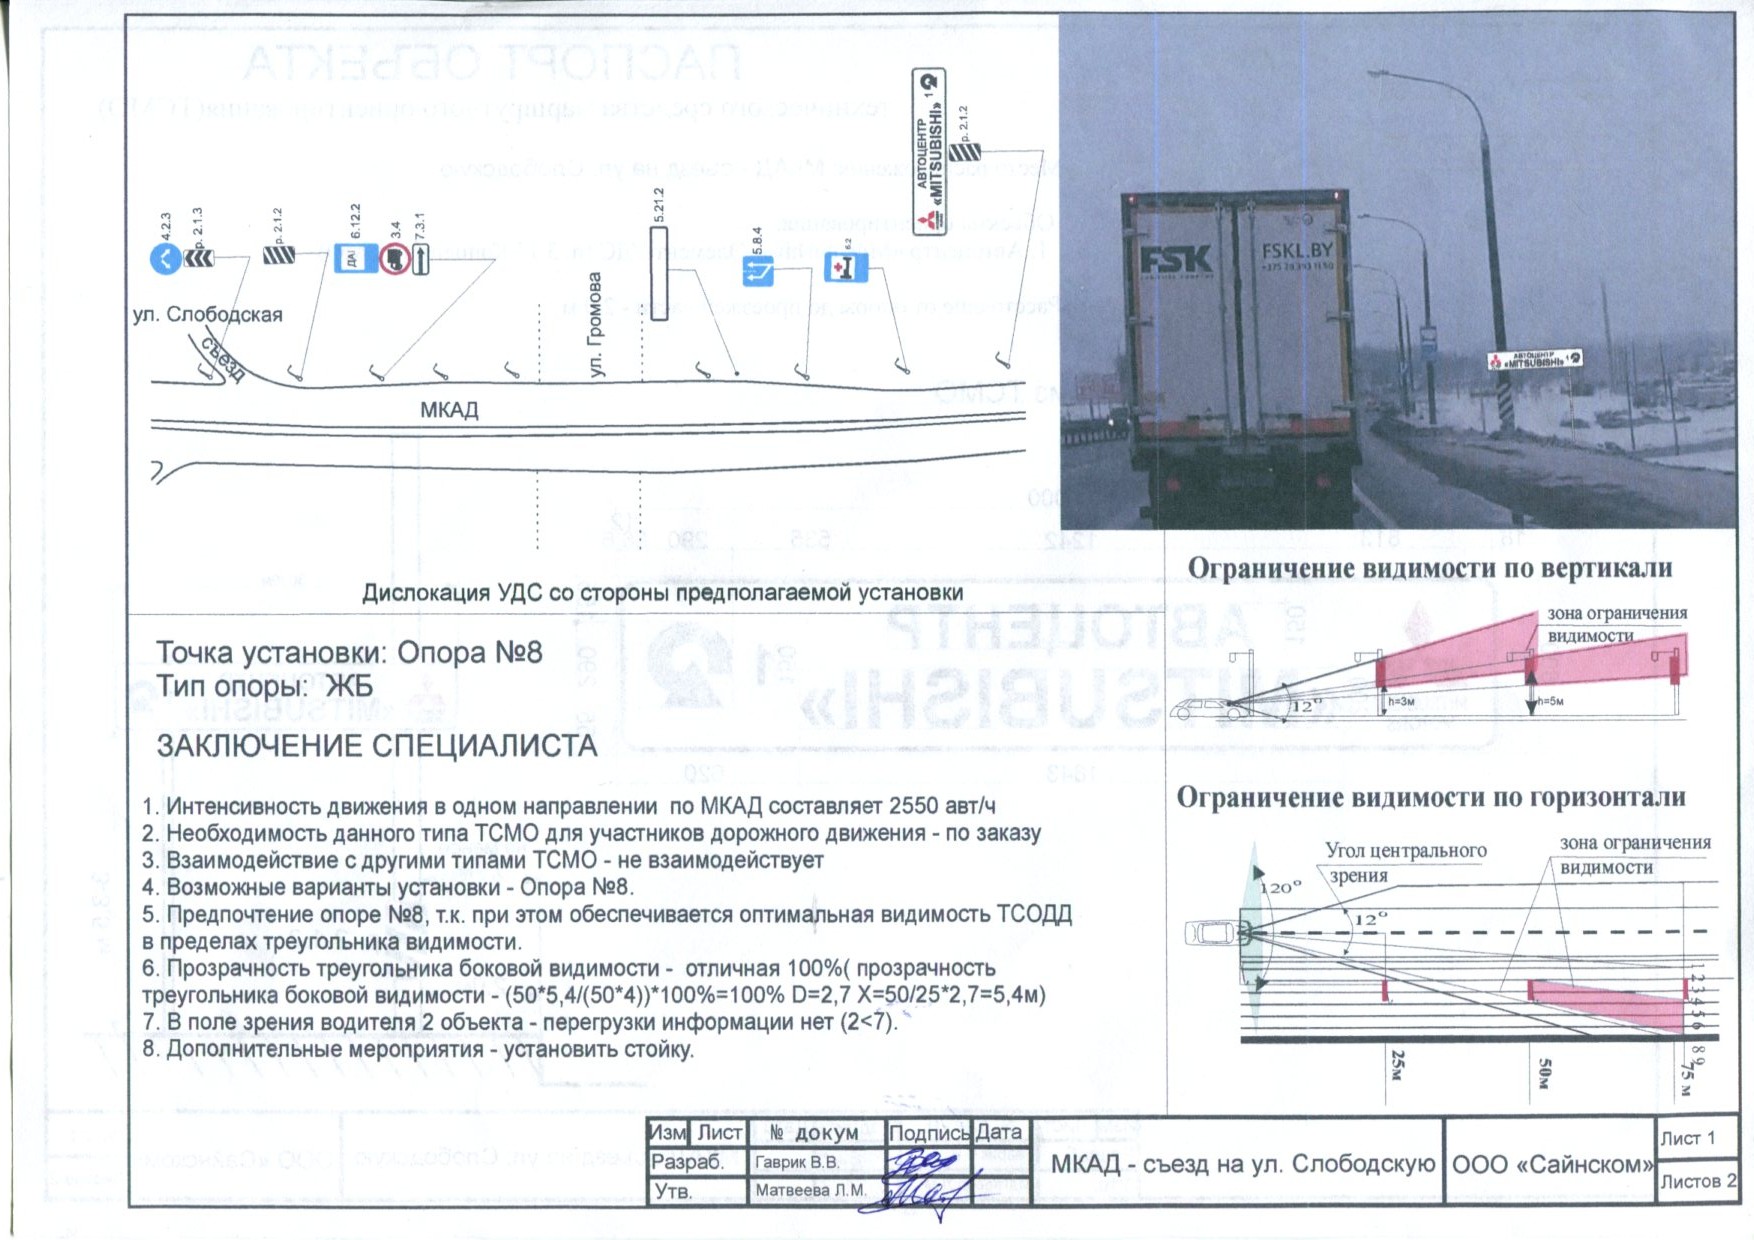 АВТОЦЕНТР
«MITSUBISHI» 1
р. 2.1.2
4.2.3
р. 2.1.3
р. 2.1.2
6.12.2
ДАІ
3.4
7.3.1
5.21.2
5.8.4
6.2
ул. Слободская
съезд
ул. Громова
МКАД
Дислокация УДС со стороны предполагаемой установки
FSK
FSKL.BY
АВТОЦЕНТР
«MITSUBISHI» 1
Точка установки: Опора №8
Тип опоры: ЖБ
ЗАКЛЮЧЕНИЕ СПЕЦИАЛИСТА
1. Интенсивность движения в одном направлении по МКАД составляет 2550 авт/ч
2. Необходимость данного типа ТСМО для участников дорожного движения - по заказу
3. Взаимодействие с другими типами ТСМО - не взаимодействует
4. Возможные варианты установки - Опора №8.
5. Предпочтение опоре №8, т.к. при этом обеспечивается оптимальная видимость ТСОДД
в пределах треугольника видимости.
6. Прозрачность треугольника боковой видимости - отличная 100%( прозрачность
треугольника боковой видимости - (50*5,4/(50*4))*100%=100% D=2,7 X=50/25*2,7=5,4м)
7. В поле зрения водителя 2 объекта - перегрузки информации нет (2<7).
8. Дополнительные мероприятия - установить стойку.
Ограничение видимости по вертикали
зона ограничения
видимости
12°
h=3м
h=5м
Ограничение видимости по горизонтали
Угол центрального
зрения
зона ограничения
видимости
120°
12°
1 2 3 4 5 6 8 9
25м
50м
75 м
Изм Лист № докум Подпись Дата
Разраб. Гаврик В.В.
Утв. Матвеева Л.М.
МКАД - съезд на ул. Слободскую
ООО «Сайнском»
Лист 1
Листов 2